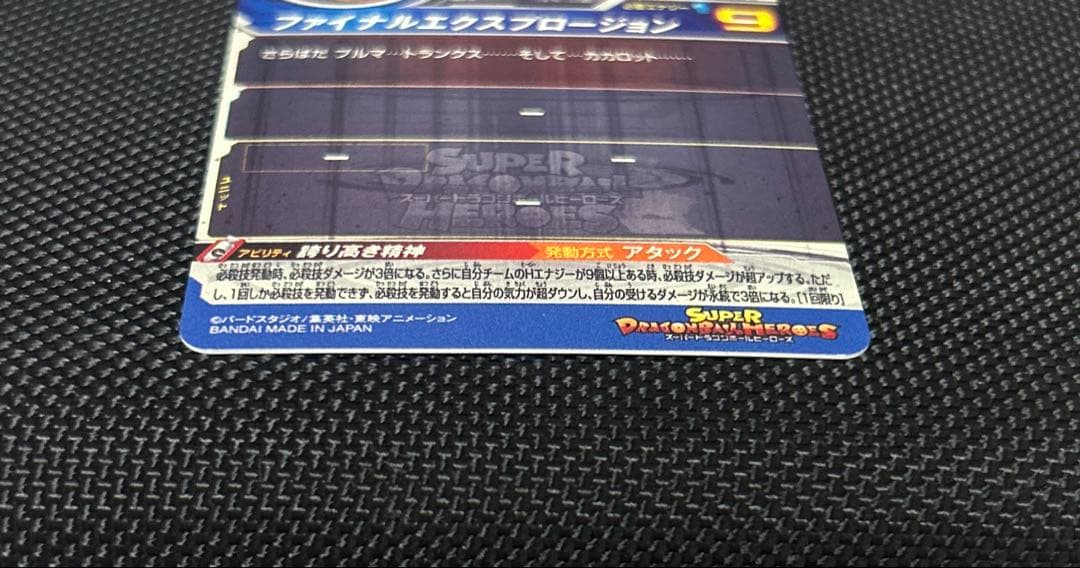 必要エナジー
ファイナルエクスプロージョン 9
さらばだ ブルマ…トランクス……そして…カカロット……
-
- -
ユニット
-
SUPER
DRAGONBALL
スーパードラゴンボールヒーローズ
HEROES
アビリティ 誇り高き精神 発動方式 アタック
必殺技発動時、必殺技ダメージが3倍になる。さらに自分チームのHエナジーが9個以上ある時、必殺技ダメージが超アップする。ただ
し、1回しか必殺技を発動できず、必殺技を発動すると自分の気力が超ダウンし、自分の受けるダメージが永続で3倍になる。[1回限り]
©バードスタジオ/集英社・東映アニメーション
BANDAI MADE IN JAPAN
SUPER
DRAGONBALL HEROES
スーパードラゴンボールヒーローズ